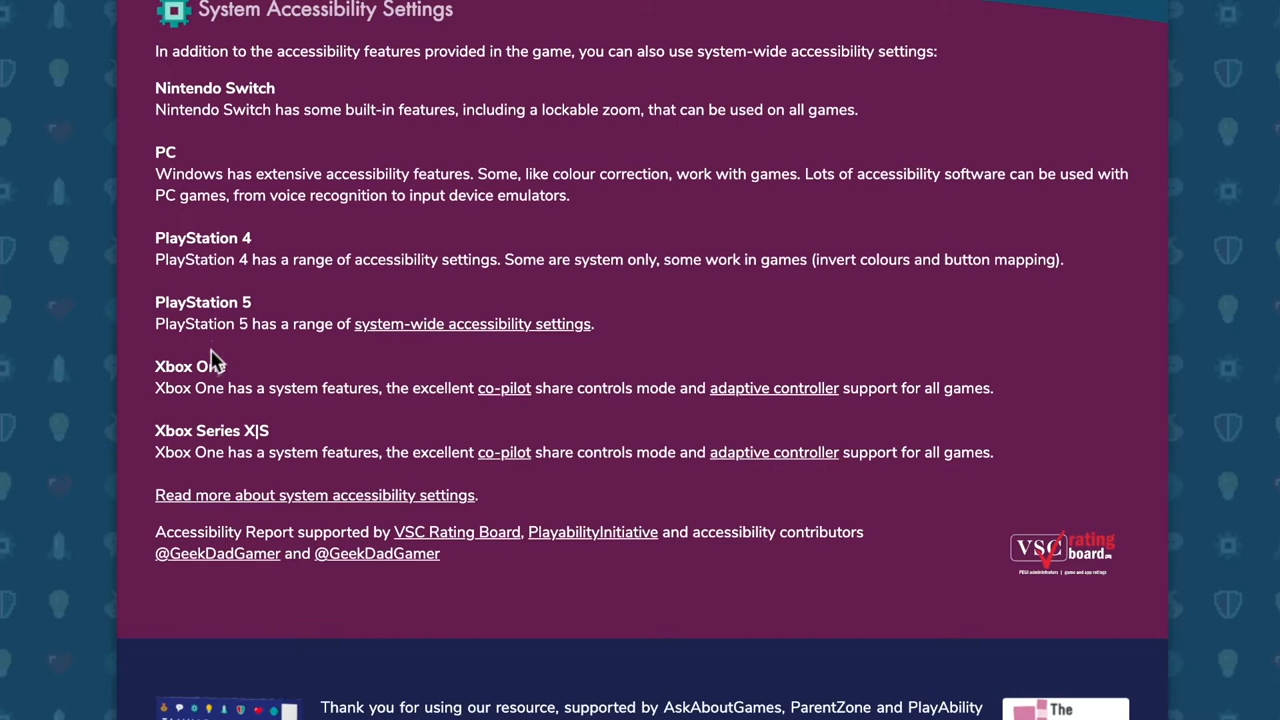 System Accessibility Settings
In addition to the accessibility features provided in the game, you can also use system-wide accessibility settings:
Nintendo Switch
Nintendo Switch has some built-in features, including a lockable zoom, that can be used on all games.
PC
Windows has extensive accessibility features. Some, like colour correction, work with games. Lots of accessibility software can be used with
PC games, from voice recognition to input device emulators.
PlayStation 4
PlayStation 4 has a range of accessibility settings. Some are system only, some work in games (invert colours and button mapping).
PlayStation 5
PlayStation 5 has a range of system-wide accessibility settings.
Xbox One
Xbox One has a system features, the excellent co-pilot share controls mode and adaptive controller support for all games.
Xbox Series X|S
Xbox One has a system features, the excellent co-pilot share controls mode and adaptive controller support for all games.
Read more about system accessibility settings.
Accessibility Report supported by VSC Rating Board, PlayabilityInitiative and accessibility contributors
@GeekDadGamer and @GeekDadGamer
VSC rating board.
PEGI administrators | game and app ratings
Thank you for using our resource, supported by AskAboutGames, ParentZone and PlayAbility
The